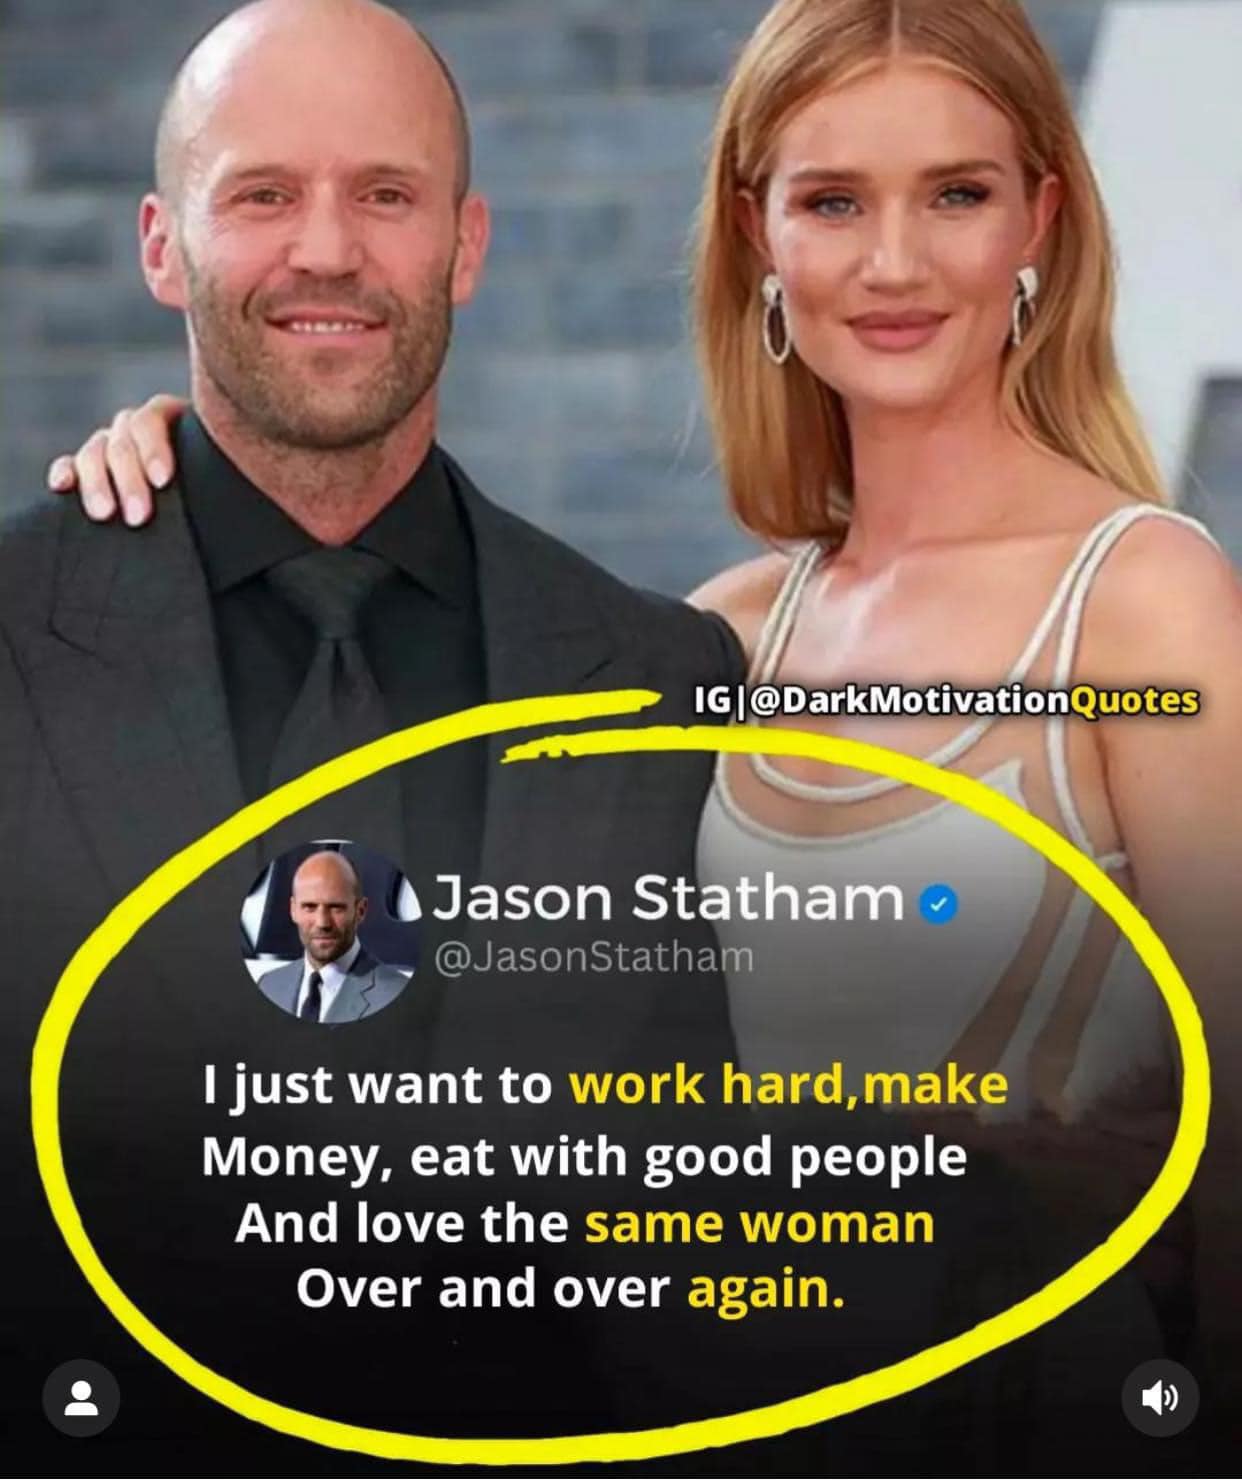 IG|@DarkMotivationQuotes
Jason Statham
@JasonStatham
I just want to work hard,make
Money, eat with good people
And love the same woman
Over and over again.